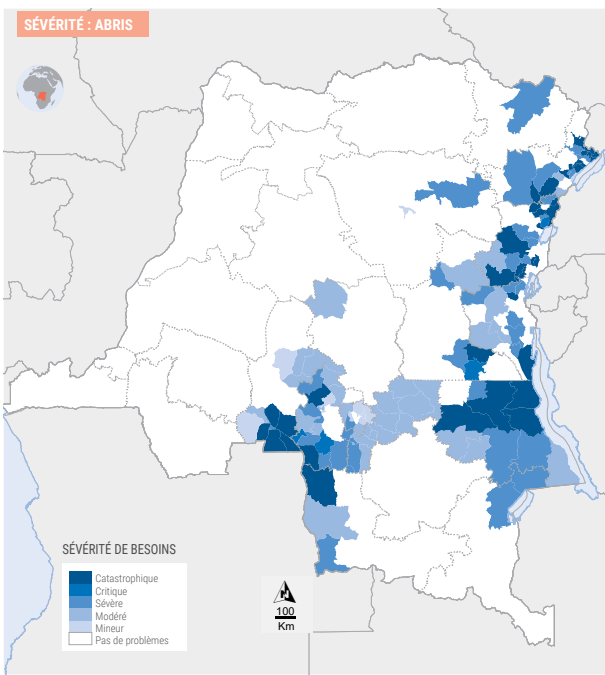 SÉVÉRITÉ : ABRIS
SÉVÉRITÉ DE BESOINS
Catastrophique
Critique
Sévère
Modéré
Mineur
Pas de problèmes
100
Km